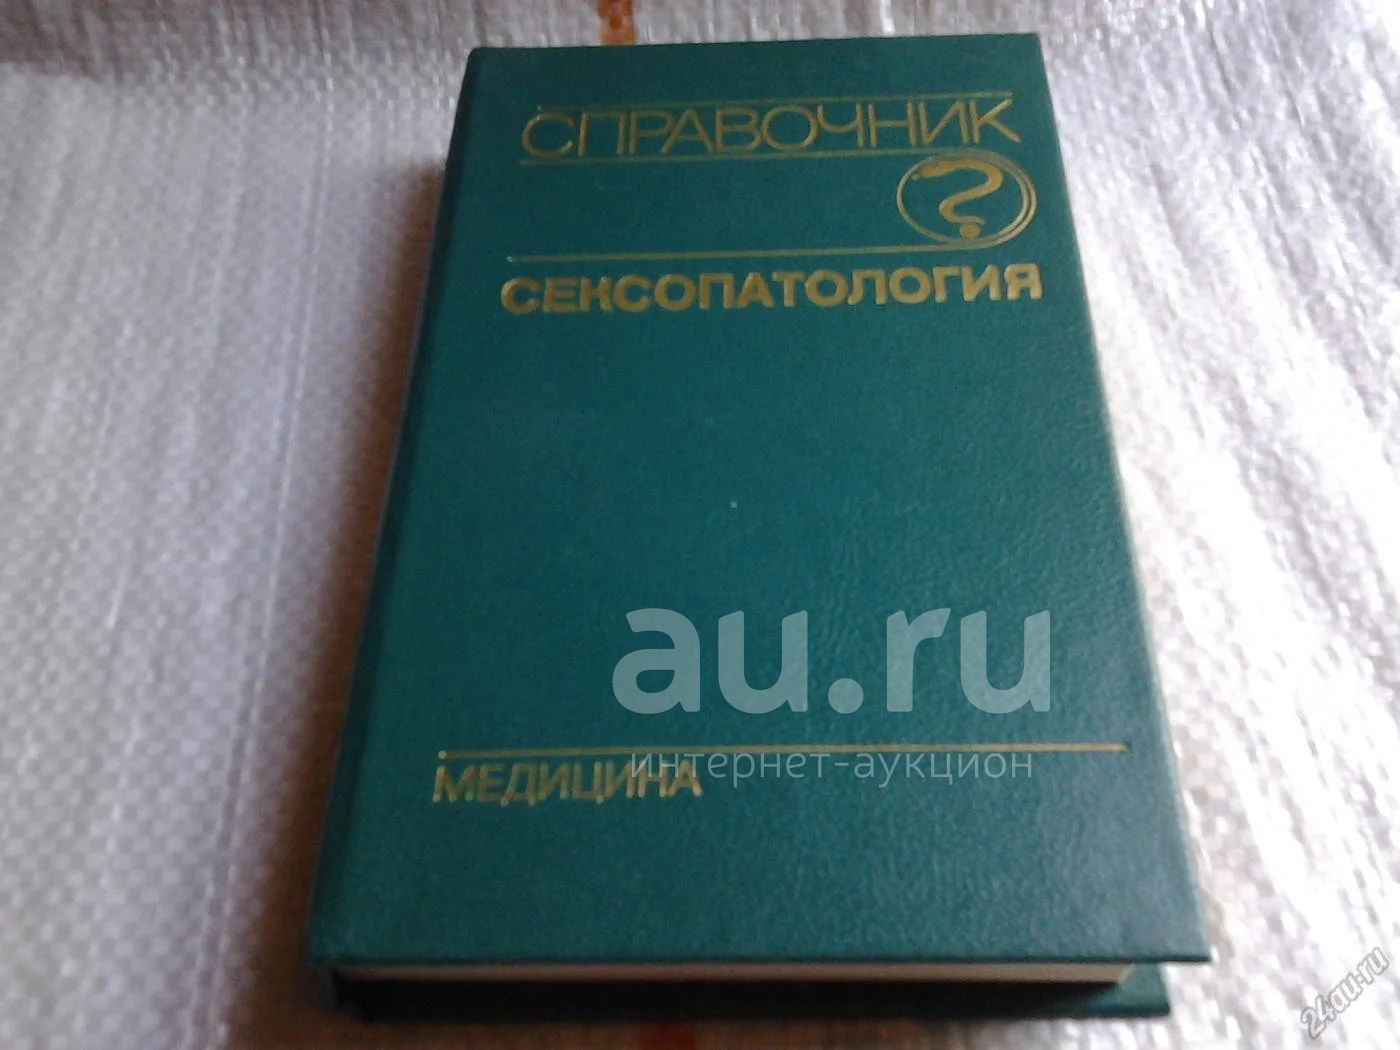 СПРАВОЧНИК
?
СЕКСОПАТОЛОГИЯ
au.ru
интернет-аукцион
МЕДИЦИНА
24au.ru